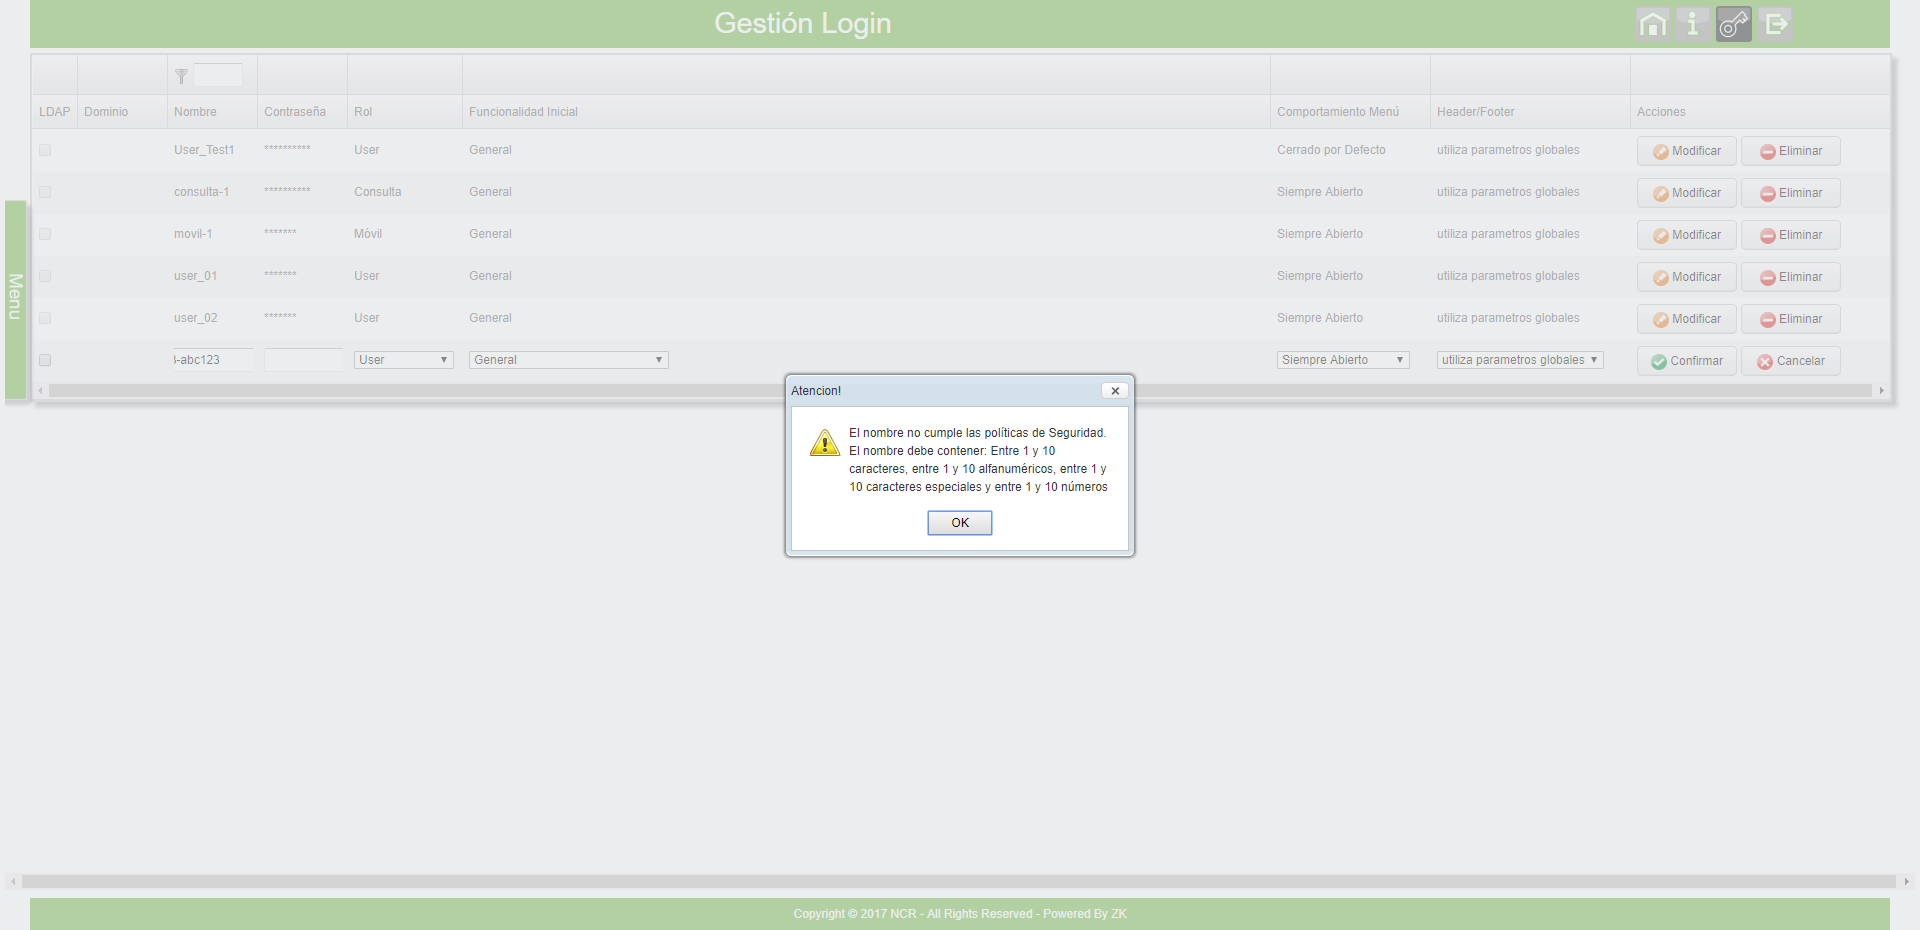 Gestión Login
LDAP Dominio Nombre Contraseña Rol Funcionalidad Inicial Comportamiento Menú Header/Footer Acciones
User_Test1 ********** User General Cerrado por Defecto utiliza parametros globales Modificar Eliminar
consulta-1 ********** Consulta General Siempre Abierto utiliza parametros globales Modificar Eliminar
movil-1 ******* Móvil General Siempre Abierto utiliza parametros globales Modificar Eliminar
user_01 ******* User General Siempre Abierto utiliza parametros globales Modificar Eliminar
user_02 ******* User General Siempre Abierto utiliza parametros globales Modificar Eliminar
-abc123 User General Siempre Abierto utiliza parametros globales Confirmar Cancelar
Menu
Atencion!
El nombre no cumple las políticas de Seguridad.
El nombre debe contener: Entre 1 y 10
caracteres, entre 1 y 10 alfanuméricos, entre 1 y
10 caracteres especiales y entre 1 y 10 números
OK
Copyright © 2017 NCR - All Rights Reserved - Powered By ZK